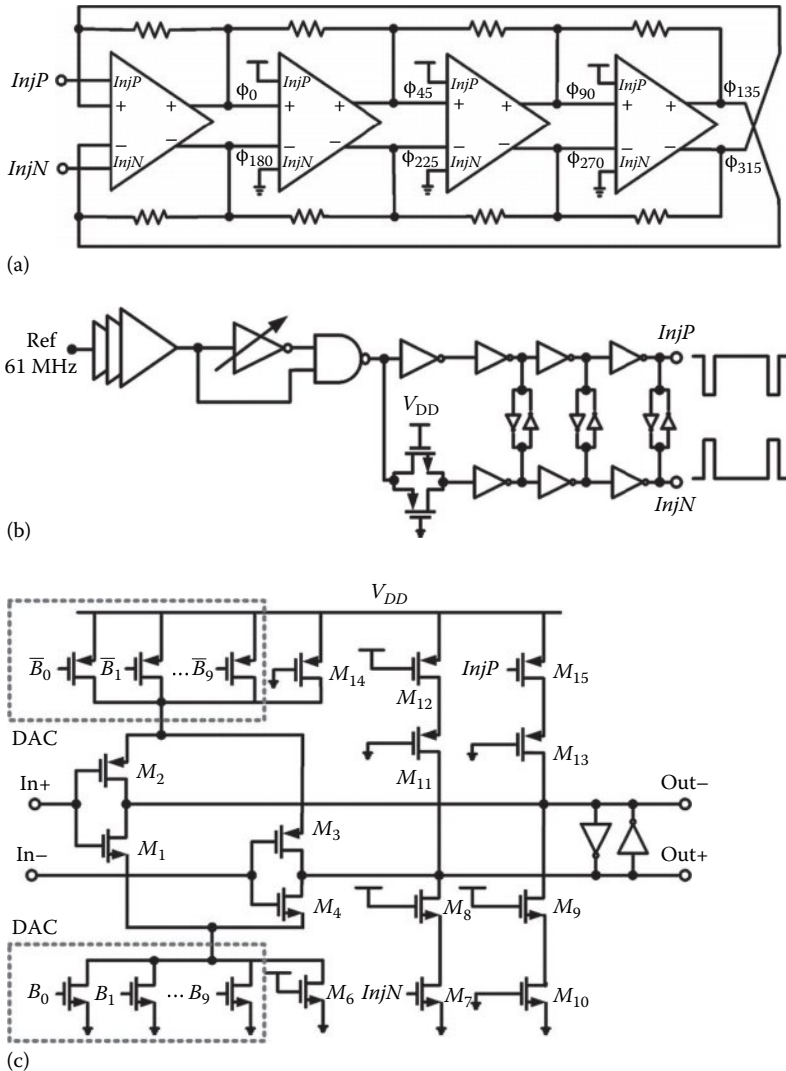 InjP
InjN
InjP
+ +
− −
InjN
ϕ0
ϕ180
InjP
+ +
− −
InjN
ϕ45
ϕ225
InjP
+ +
− −
InjN
ϕ90
ϕ270
InjP
+ +
− −
InjN
ϕ135
ϕ315
(a)
Ref
61 MHz
VDD
InjP
InjN
(b)
VDD
B̅0 B̅1 ...B̅9
M14
DAC
M12
M11
InjP
M15
M13
In+
M2
M1
Out−
In−
M3
M4
Out+
DAC
M8
M9
B0 B1 ...B9
M6
InjN
M7
M10
(c)